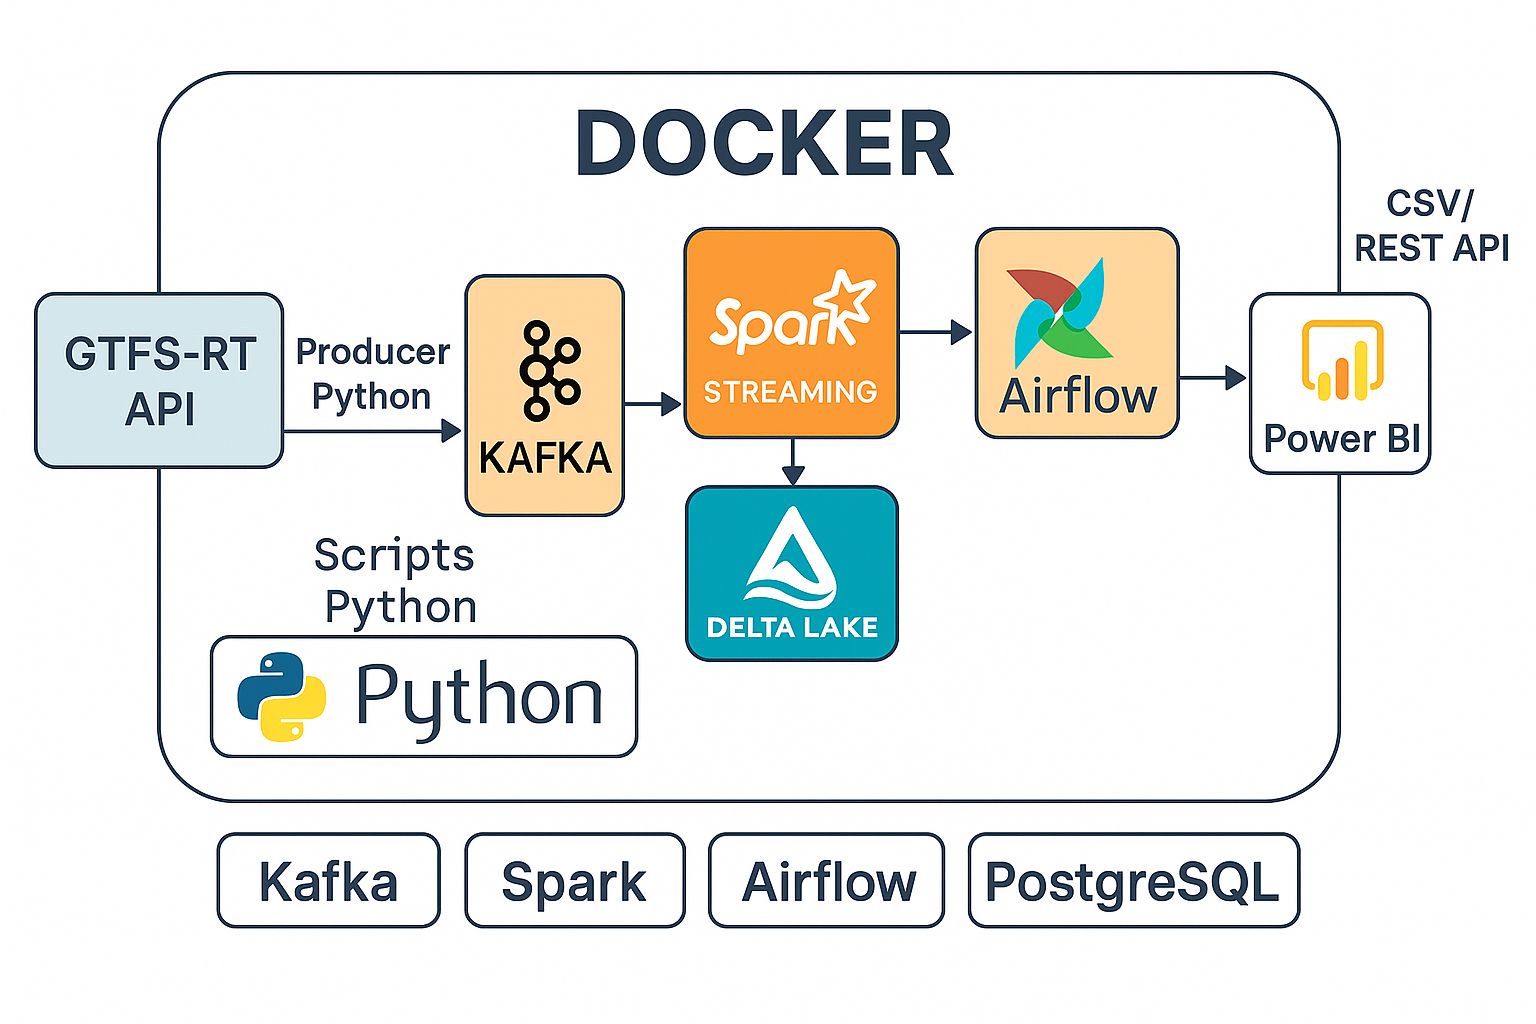 DOCKER
CSV/
REST API
GTFS-RT
API
Producer
Python
KAFKA
Spark
STREAMING
Airflow
Power BI
DELTA LAKE
Scripts
Python
Python
Kafka
Spark
Airflow
PostgreSQL